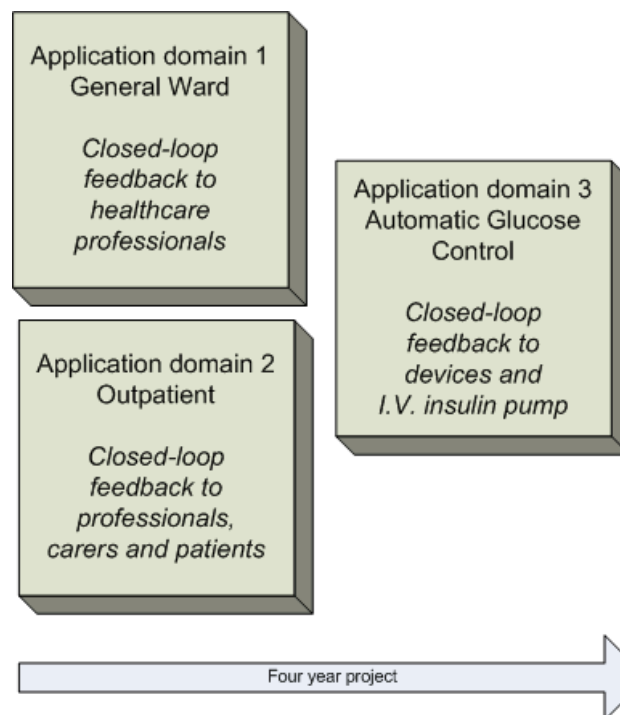 Application domain 1
General Ward
Closed-loop
feedback to
healthcare
professionals
Application domain 2
Outpatient
Closed-loop
feedback to
professionals,
carers and patients
Application domain 3
Automatic Glucose
Control
Closed-loop
feedback to
devices and
I.V. insulin pump
Four year project